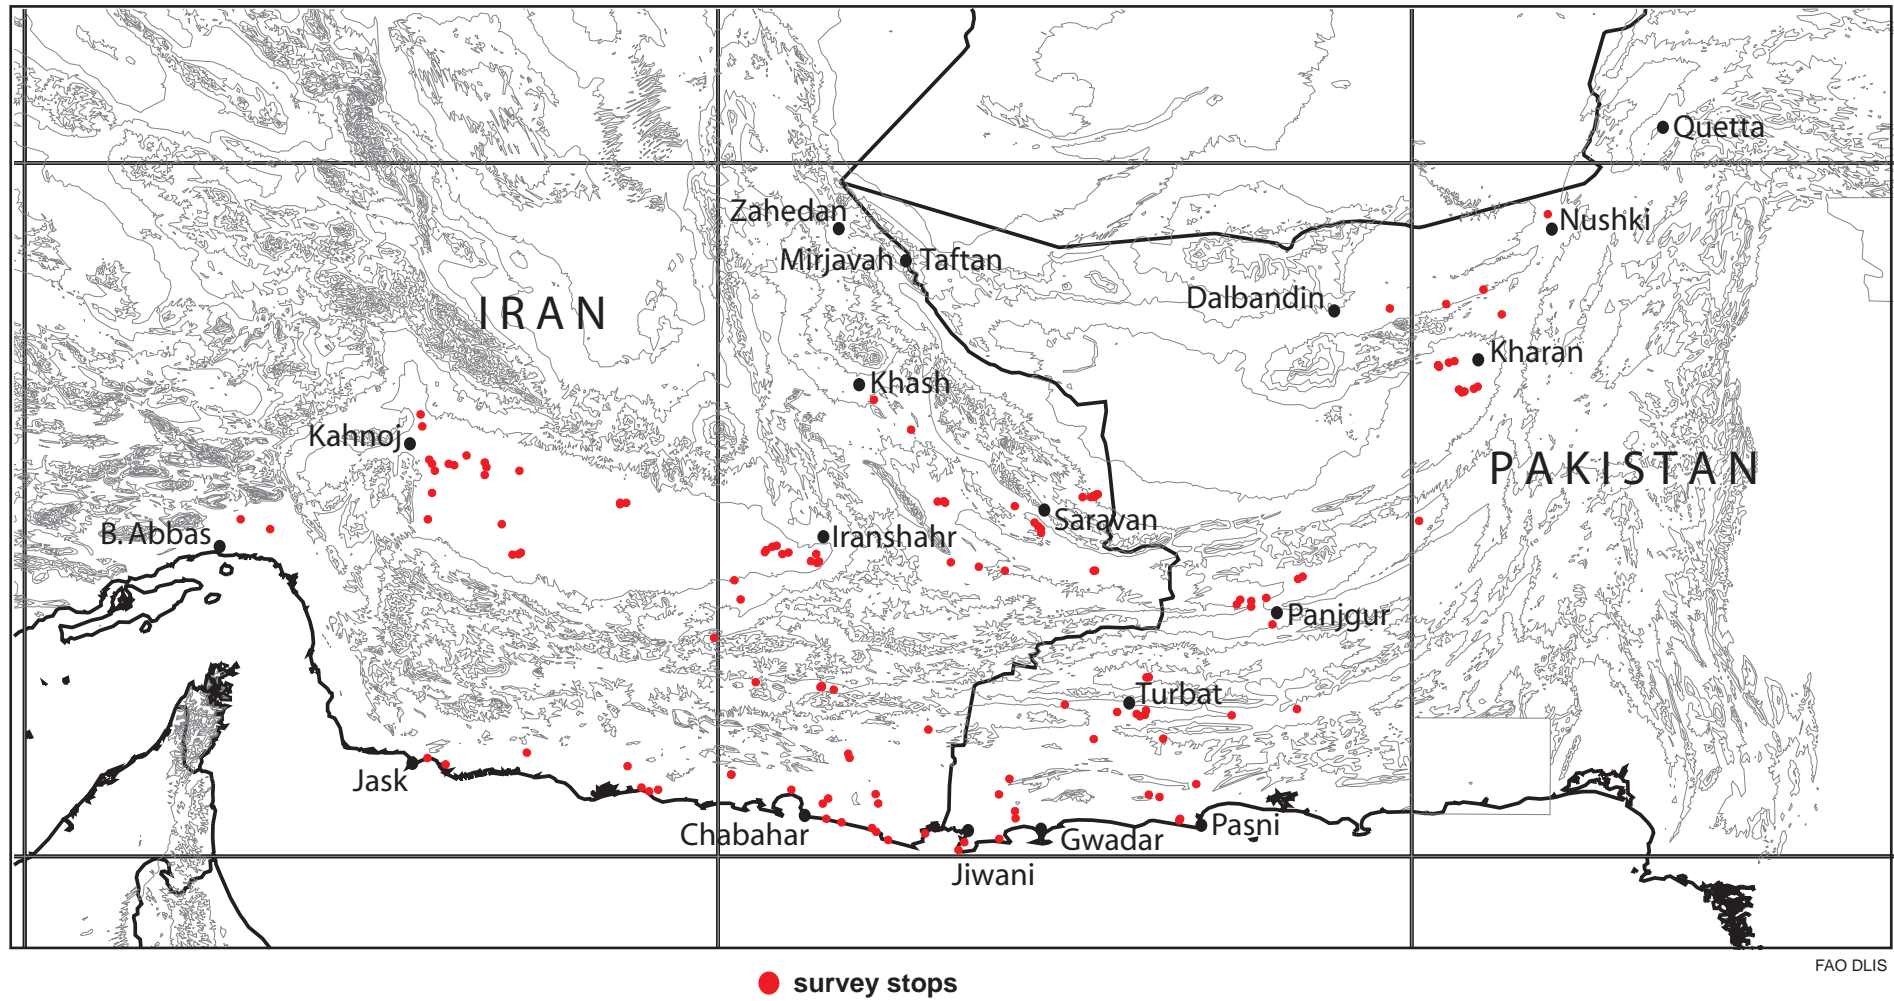 Quetta
Zahedan
Nushki
Mirjavah
Taftan
Dalbandin
IRAN
Kharan
Khash
Kahnoj
PAKISTAN
B. Abbas
Saravan
Iranshahr
Panjgur
Turbat
Jask
Chabahar
Gwadar
Pasni
Jiwani
FAO DLIS
survey stops